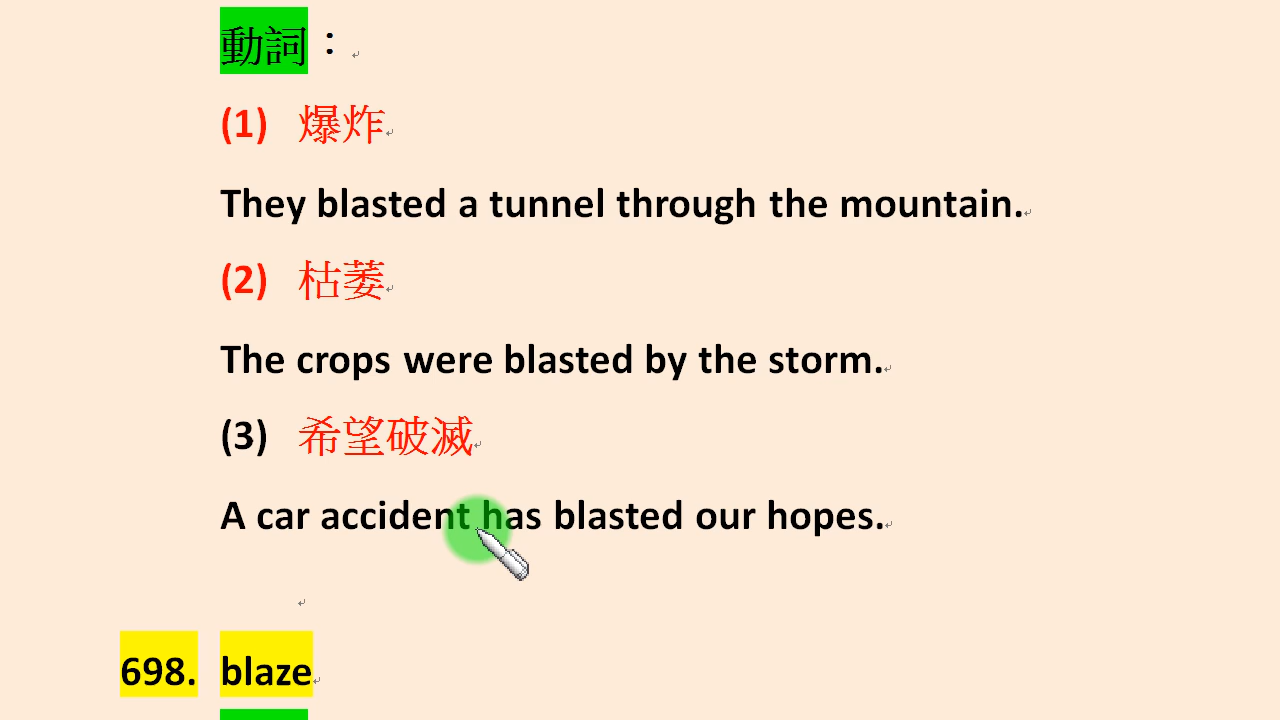 動詞：
(1) 爆炸
They blasted a tunnel through the mountain.
(2) 枯萎
The crops were blasted by the storm.
(3) 希望破滅
A car accident has blasted our hopes.
698. blaze